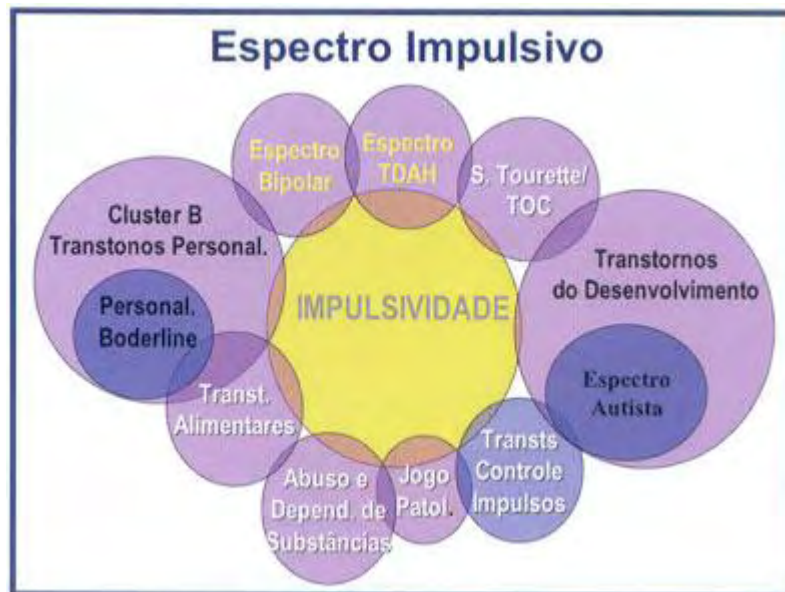 Espectro Impulsivo
Espectro
Bipolar
Espectro
TDAH
S. Tourette/
TOC
Cluster B
Transtonos Personal.
Personal.
Boderline
IMPULSIVIDADE
Transtornos
do Desenvolvimento
Espectro
Autista
Transt.
Alimentares
Abuso e
Depend. de
Substâncias
Jogo
Patol.
Transts
Controle
Impulsos